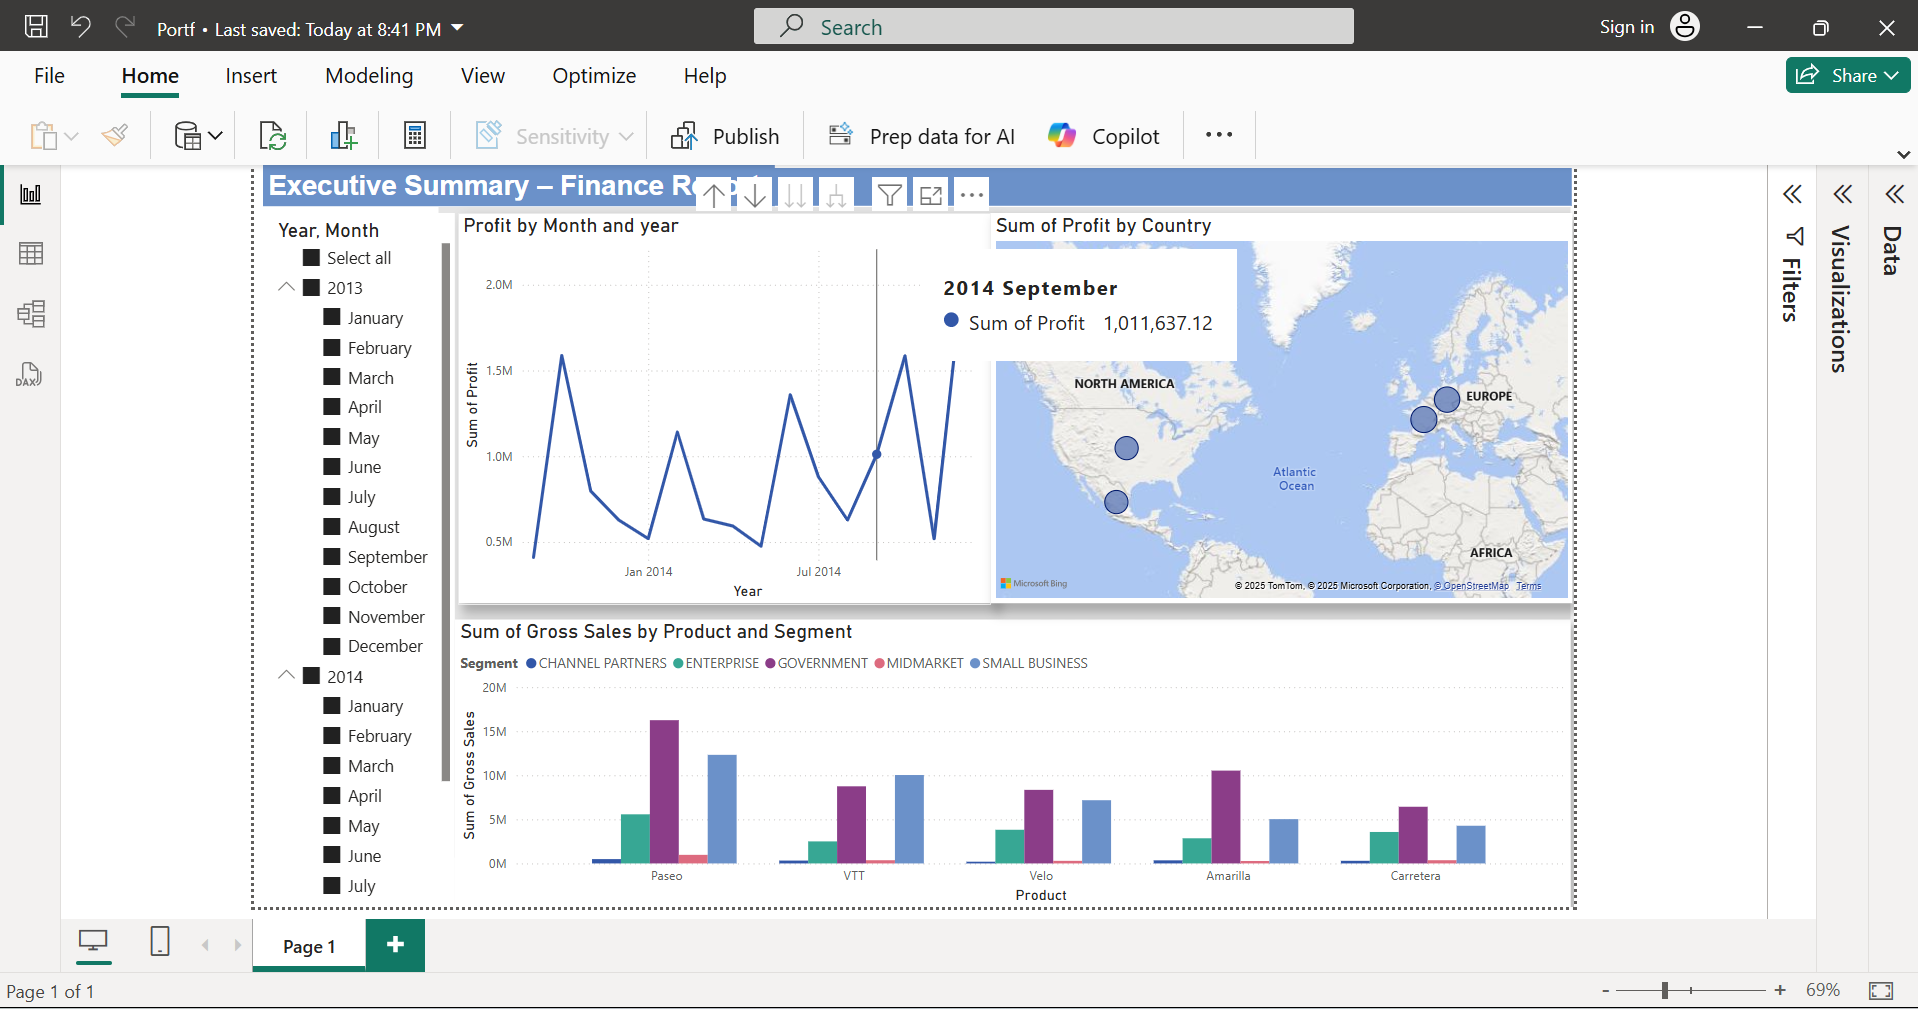 Portf • Last saved: Today at 8:41 PM
Search
Sign in
File Home Insert Modeling View Optimize Help
Share
Sensitivity
Publish
Prep data for AI
Copilot
Executive Summary – Finance
Year, Month
Select all
2013
January
February
March
April
May
June
July
August
September
October
November
December
2014
January
February
March
April
May
June
July
Profit by Month and year
2.0M
1.5M
1.0M
0.5M
Sum of Profit
Jan 2014 Jul 2014
Year
2014 September
Sum of Profit 1,011,637.12
Sum of Profit by Country
NORTH AMERICA
EUROPE
Atlantic
Ocean
AFRICA
Microsoft Bing
© 2025 TomTom, © 2025 Microsoft Corporation, © OpenStreetMap Terms
Sum of Gross Sales by Product and Segment
Segment CHANNEL PARTNERS ENTERPRISE GOVERNMENT MIDMARKET SMALL BUSINESS
20M
15M
10M
5M
0M
Sum of Gross Sales
Paseo VTT Velo Amarilla Carretera
Product
Filters
Visualizations
Data
DAX
Page 1
+
Page 1 of 1
- + 69%